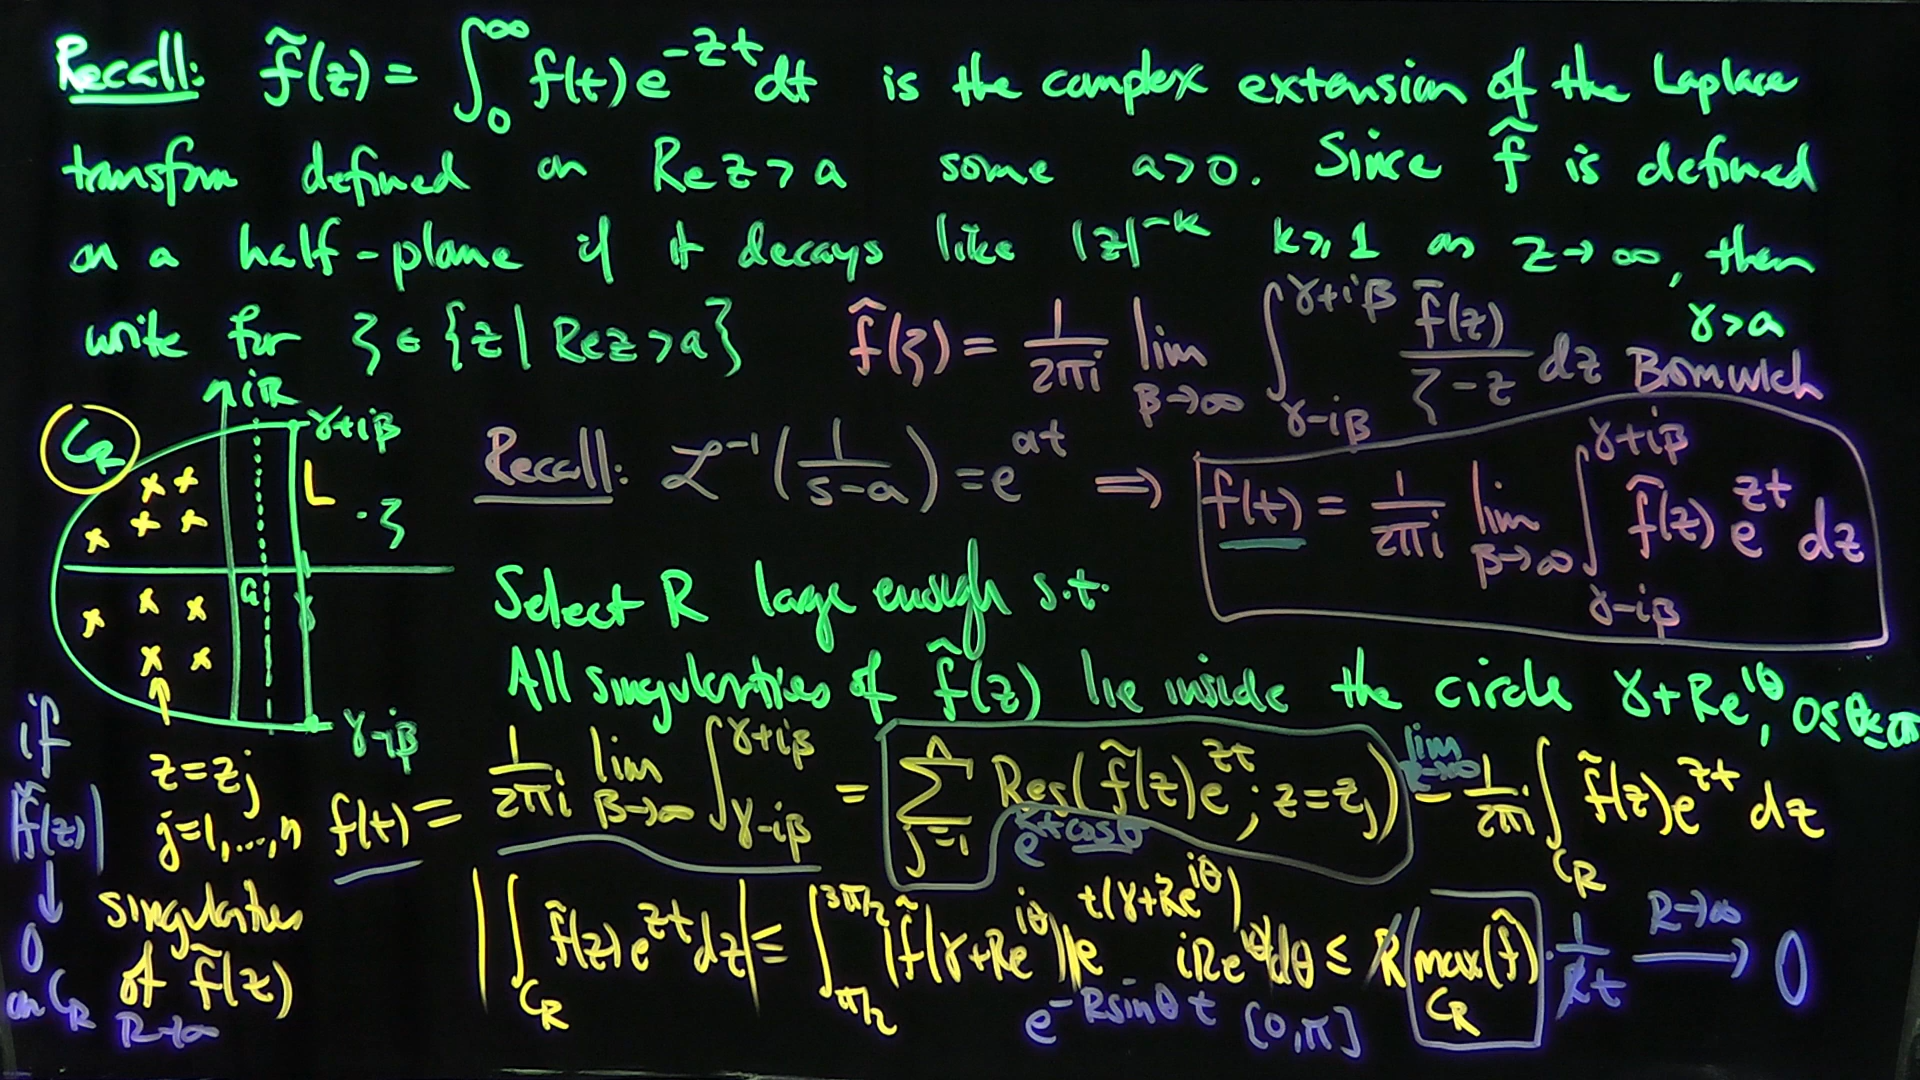 Recall: f̃(z) = ∫₀^∞ f(t) e^{-zt} dt is the complex extension of the Laplace
transform defined on Re z > a some a > 0. Since f̃ is defined
on a half-plane if it decays like |z|^{-k} k ≥ 1 as z → ∞, then
write for ζ ∈ {z | Re z > a} f̂(ζ) = 1/(2πi) lim_{β→∞} ∫_{γ-iβ}^{γ+iβ} f̃(z)/(ζ-z) dz γ > a
Bromwich
iR
C_R
γ+iβ
L
·ζ
a
γ
γ-iβ
Recall: ℒ^{-1}(1/(s-a)) = e^{at} ⟹ f(t) = 1/(2πi) lim_{β→∞} ∫_{γ-iβ}^{γ+iβ} f̃(z) e^{zt} dz
Select R large enough s.t.
All singularities of f̃(z) lie inside the circle γ + Re^{iθ},
z = z_j
j = 1, ..., n
singularities
of f̃(z)
f(t) = 1/(2πi) lim_{β→∞} ∫_{γ-iβ}^{γ+iβ} = Σ_{j=1}^{n} Res(f̃(z) e^{zt}; z = z_j) - lim_{R→∞} 1/(2πi) ∫_{C_R} f̃(z) e^{zt} dz
e^{Rt cosθ}
|∫_{C_R} f̃(z) e^{zt} dz| ≤ ∫_{π/2}^{3π/2} |f̃(γ+Re^{iθ})| |e^{t(γ+Re^{iθ})} iRe^{iθ}| dθ ≤ R (max_{C_R}(f̃)) · 1/(Rt) →^{R→∞} 0
e^{-R sinθ t} [0,π]
if
|f̃(z)|
↓
0
on C_R
R→∞